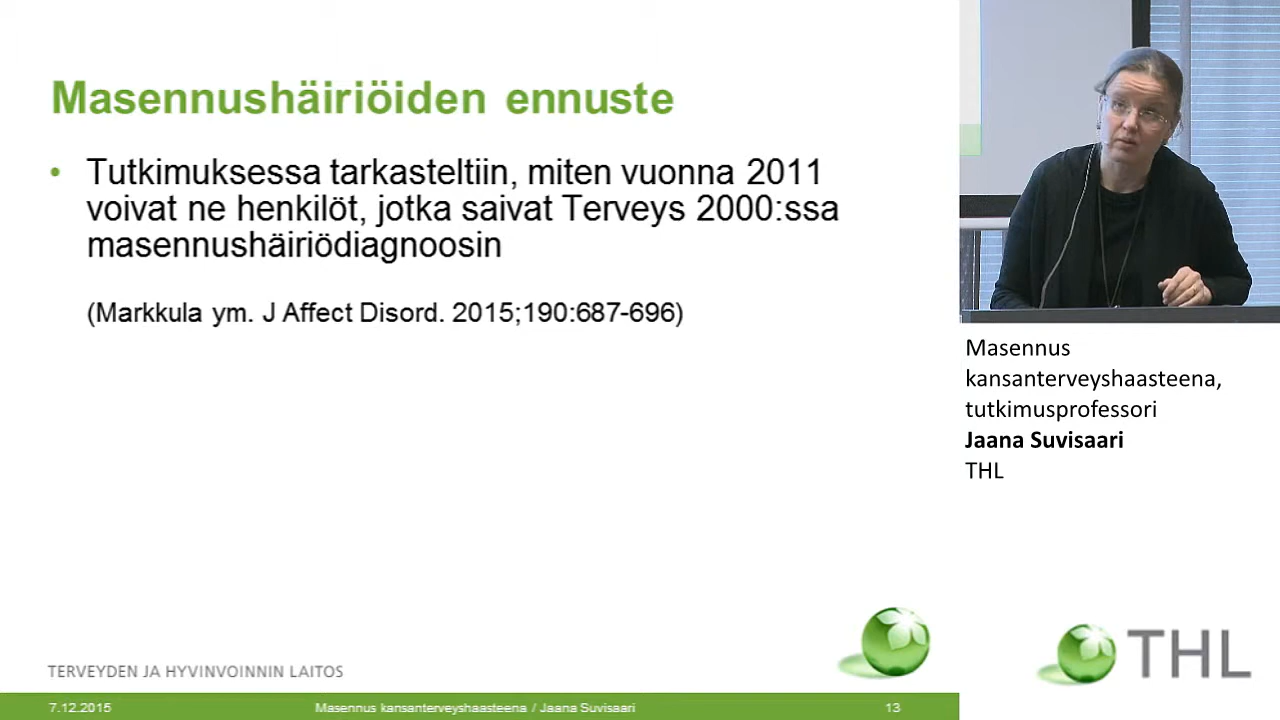 Masennushäiriöiden ennuste
• Tutkimuksessa tarkasteltiin, miten vuonna 2011
voivat ne henkilöt, jotka saivat Terveys 2000:ssa
masennushäiriödiagnoosin
(Markkula ym. J Affect Disord. 2015;190:687-696)
Masennus
kansanterveyshaasteena,
tutkimusprofessori
Jaana Suvisaari
THL
TERVEYDEN JA HYVINVOINNIN LAITOS
THL
7.12.2015
Masennus kansanterveyshaasteena / Jaana Suvisaari
13